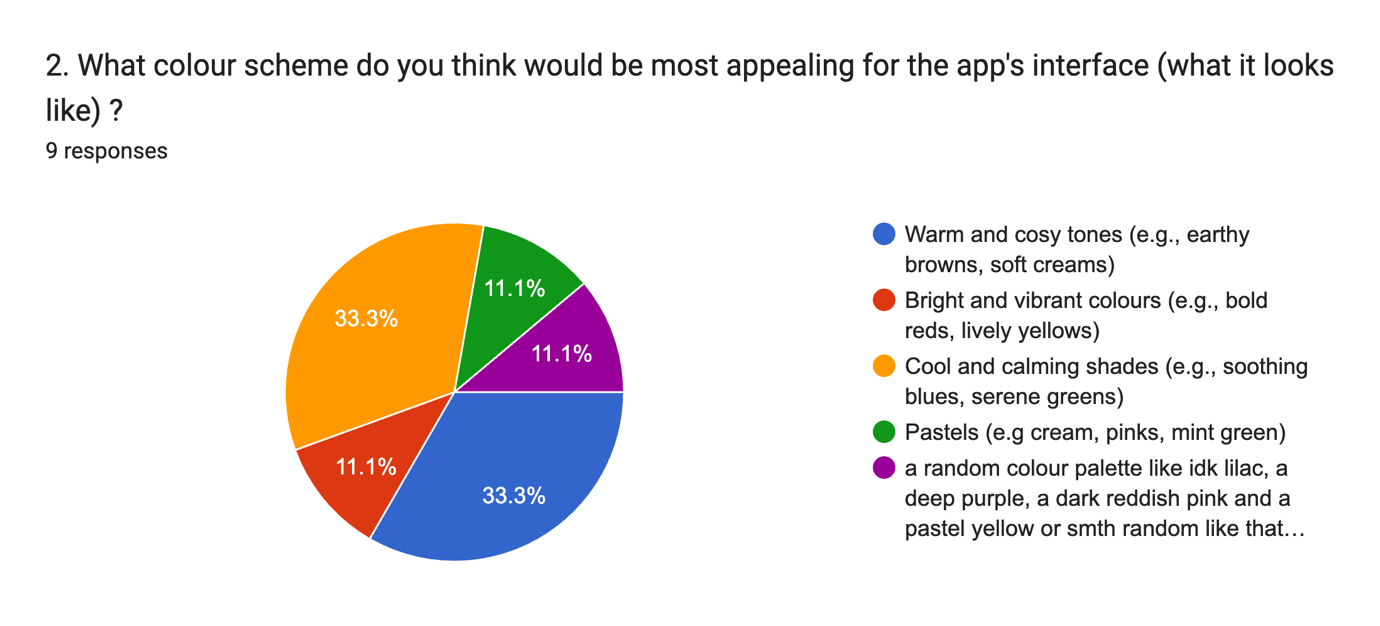 2. What colour scheme do you think would be most appealing for the app's interface (what it looks
like) ?
9 responses
33.3%
11.1%
11.1%
11.1%
33.3%
Warm and cosy tones (e.g., earthy
browns, soft creams)
Bright and vibrant colours (e.g., bold
reds, lively yellows)
Cool and calming shades (e.g., soothing
blues, serene greens)
Pastels (e.g cream, pinks, mint green)
a random colour palette like idk lilac, a
deep purple, a dark reddish pink and a
pastel yellow or smth random like that…